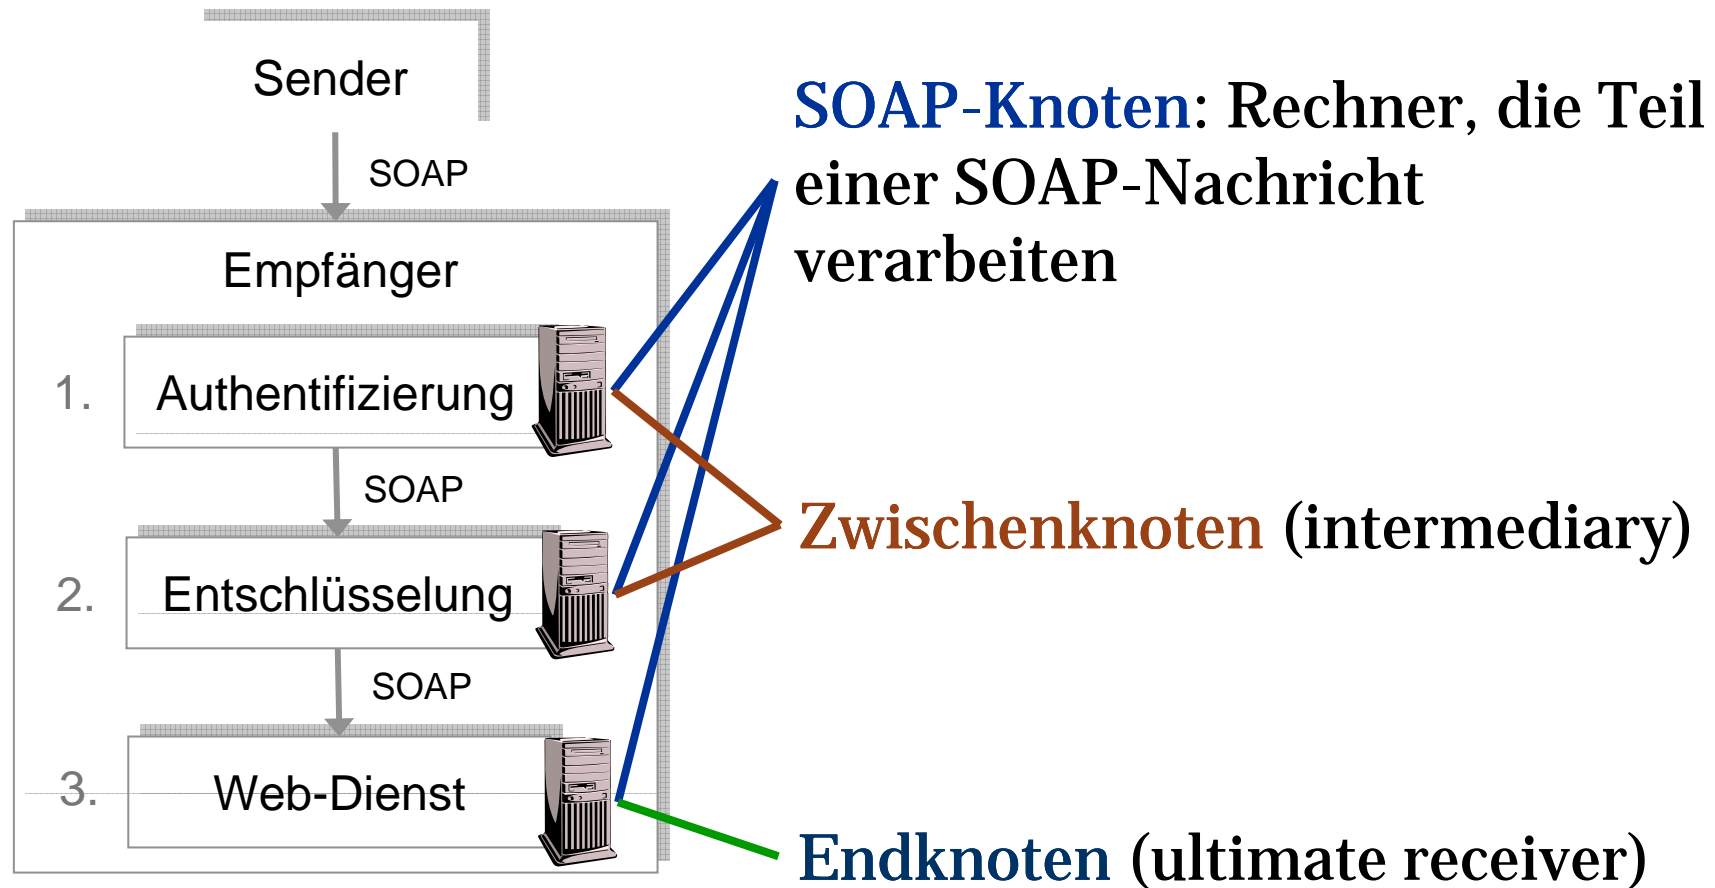 Sender
SOAP
Empfänger
1. Authentifizierung
SOAP
2. Entschlüsselung
SOAP
3. Web-Dienst
SOAP-Knoten: Rechner, die Teil
einer SOAP-Nachricht
verarbeiten
Zwischenknoten (intermediary)
Endknoten (ultimate receiver)